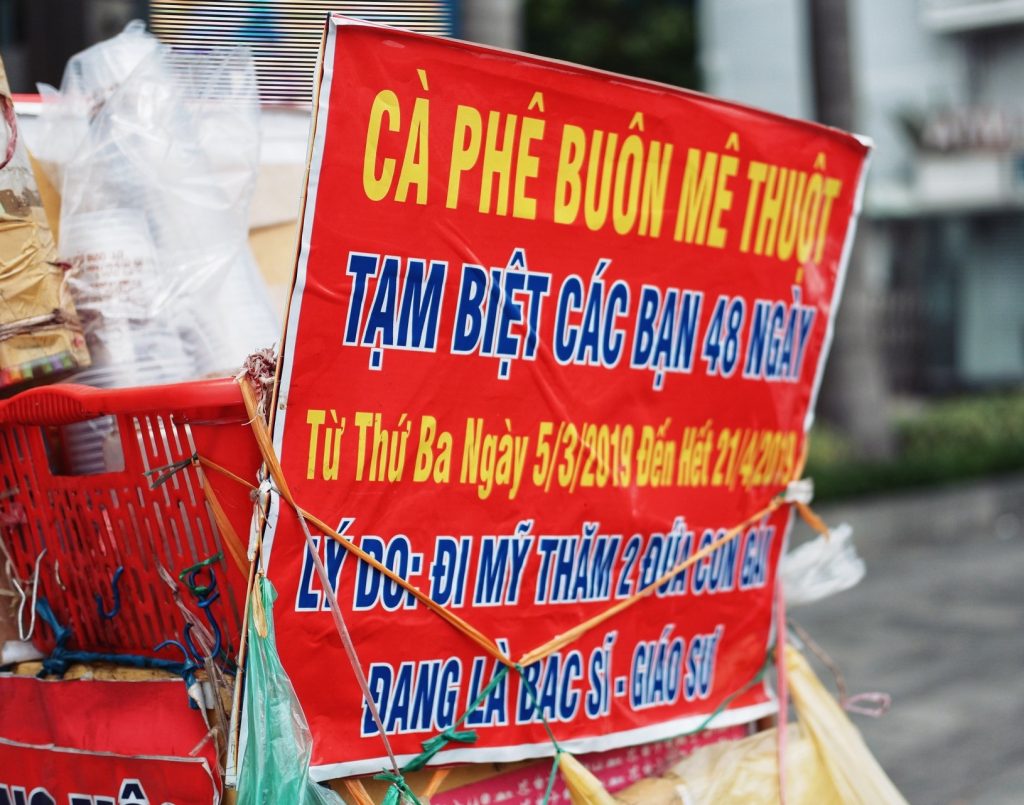 CÀ PHÊ BUÔN MÊ THUỘT
TẠM BIỆT CÁC BẠN 48 NGÀY
Từ Thứ Ba Ngày 5/3/2019 Đến Hết 21/4/2019
LÝ DO: ĐI MỸ THĂM 2 ĐỨA CON GÁI
ĐANG LÀ BÁC SĨ - GIÁO SƯ